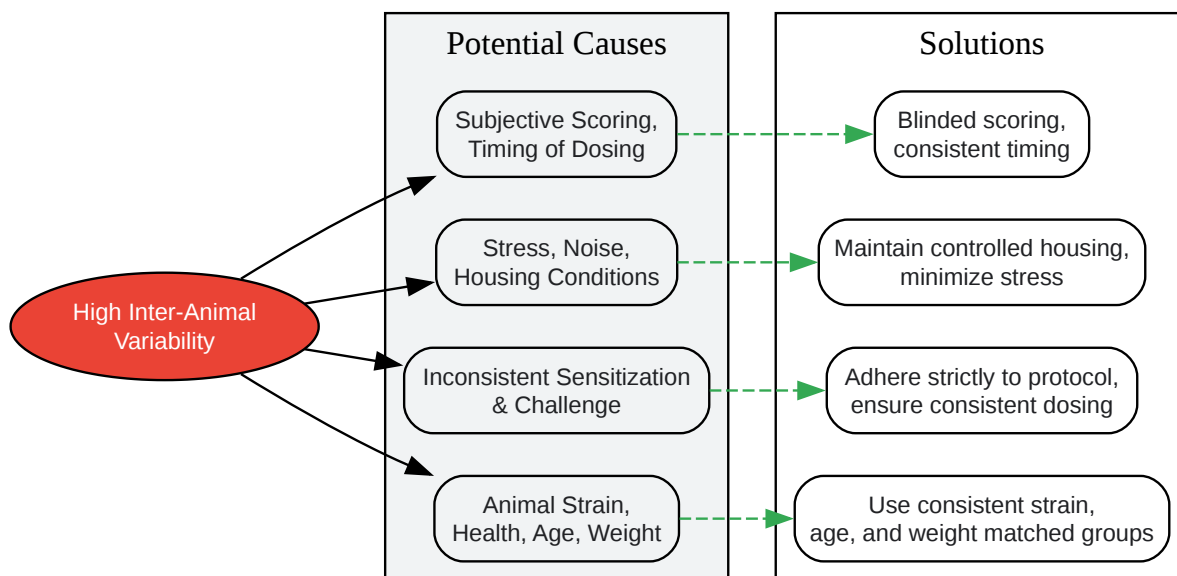 Potential Causes
Solutions
Subjective Scoring,
Timing of Dosing
Blinded scoring,
consistent timing
Stress, Noise,
Housing Conditions
Maintain controlled housing,
minimize stress
High Inter-Animal
Variability
Inconsistent Sensitization
& Challenge
Adhere strictly to protocol,
ensure consistent dosing
Animal Strain,
Health, Age, Weight
Use consistent strain,
age, and weight matched groups